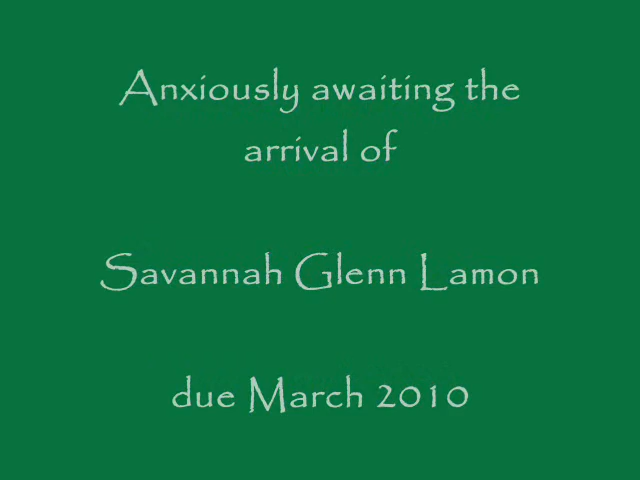 Anxiously awaiting the
arrival of
Savannah Glenn Lamon
due March 2010